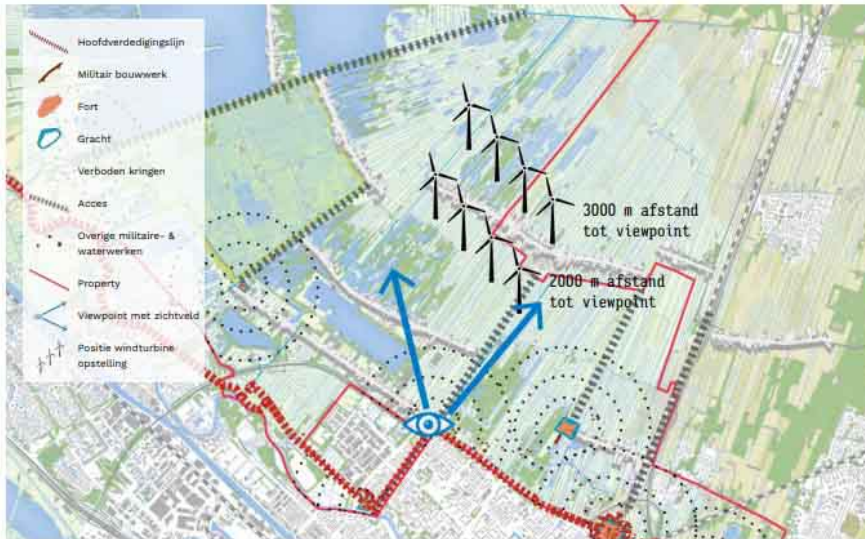 Hoofdverdedigingslijn
Militair bouwwerk
Fort
Gracht
Verboden kringen
Acces
Overige militaire- &
waterwerken
Property
Viewpoint met zichtveld
Positie windturbine
opstelling
3000 m afstand
tot viewpoint
2000 m afstand
tot viewpoint